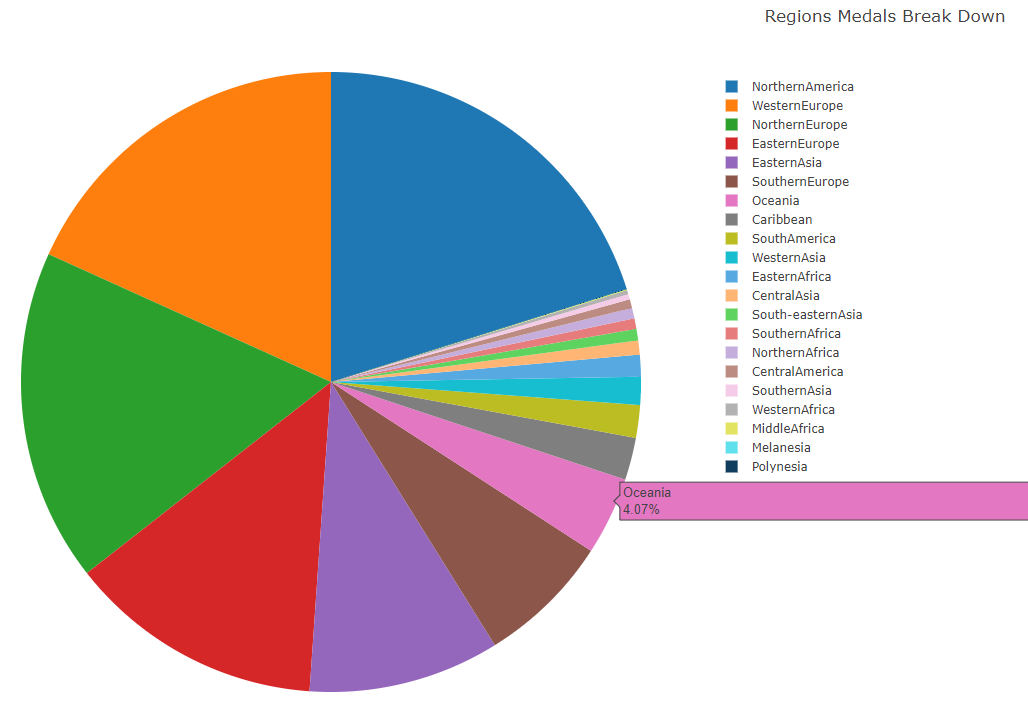 Regions Medals Break Down
NorthernAmerica
WesternEurope
NorthernEurope
EasternEurope
EasternAsia
SouthernEurope
Oceania
Caribbean
SouthAmerica
WesternAsia
EasternAfrica
CentralAsia
South-easternAsia
SouthernAfrica
NorthernAfrica
CentralAmerica
SouthernAsia
WesternAfrica
MiddleAfrica
Melanesia
Polynesia
Oceania
4.07%